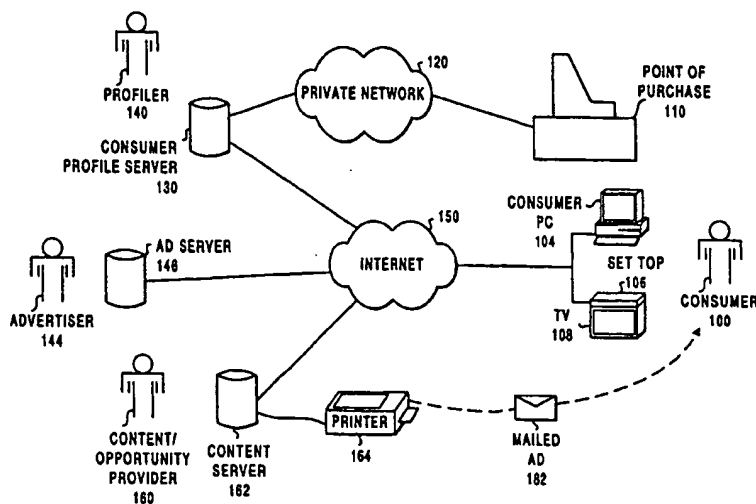 PROFILER
140
120
PRIVATE NETWORK
POINT OF
PURCHASE
110
CONSUMER
PROFILE SERVER
130
150
INTERNET
CONSUMER
PC
104
SET TOP
106
TV
108
CONSUMER
100
AD SERVER
146
ADVERTISER
144
CONTENT/
OPPORTUNITY
PROVIDER
160
CONTENT
SERVER
162
PRINTER
164
MAILED
AD
182